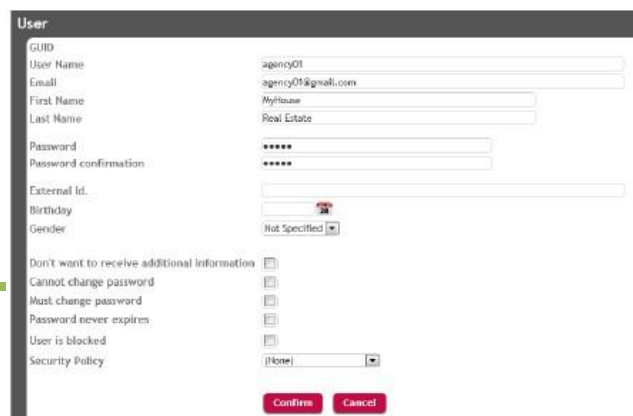 User
GUID
User Name agency01
Email agency01@gmail.com
First Name MyHouse
Last Name Real Estate
Password •••••
Password confirmation •••••
External Id.
Birthday 28
Gender Not Specified
Don't want to receive additional information
Cannot change password
Must change password
Password never expires
User is blocked
Security Policy (None)
Confirm Cancel